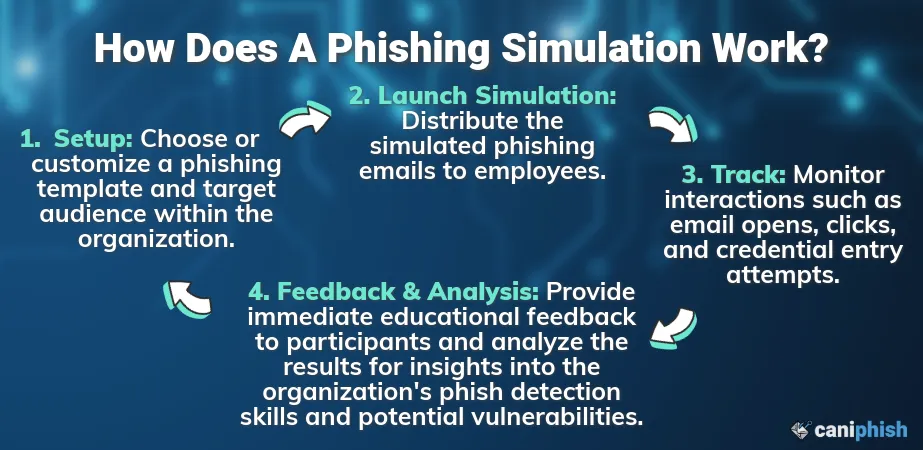 How Does A Phishing Simulation Work?
1. Setup: Choose or
customize a phishing
template and target
audience within the
organization.
2. Launch Simulation:
Distribute the
simulated phishing
emails to employees.
3. Track: Monitor
interactions such as
email opens, clicks,
and credential entry
attempts.
4. Feedback & Analysis: Provide
immediate educational feedback
to participants and analyze the
results for insights into the
organization's phish detection
skills and potential vulnerabilities.
caniphish